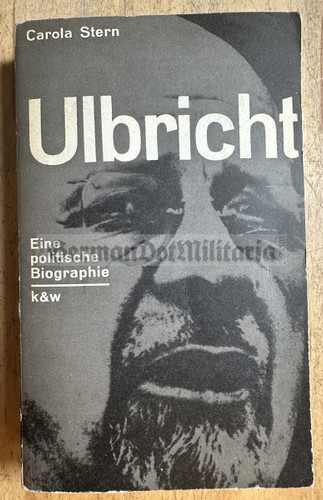 Carola Stern
Ulbricht
Eine
politische
Biographie
k&w
GermanDotMilitaria